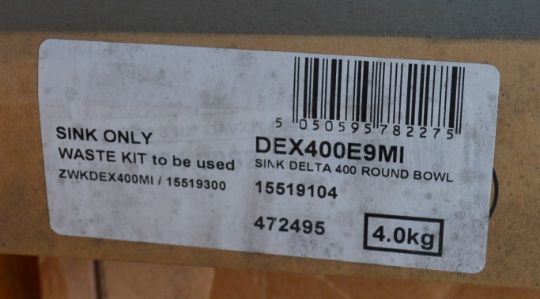 5 050595 782275
SINK ONLY
WASTE KIT to be used
ZWKDEX400MI / 15519300
DEX400E9MI
SINK DELTA 400 ROUND BOWL
15519104
472495
4.0kg